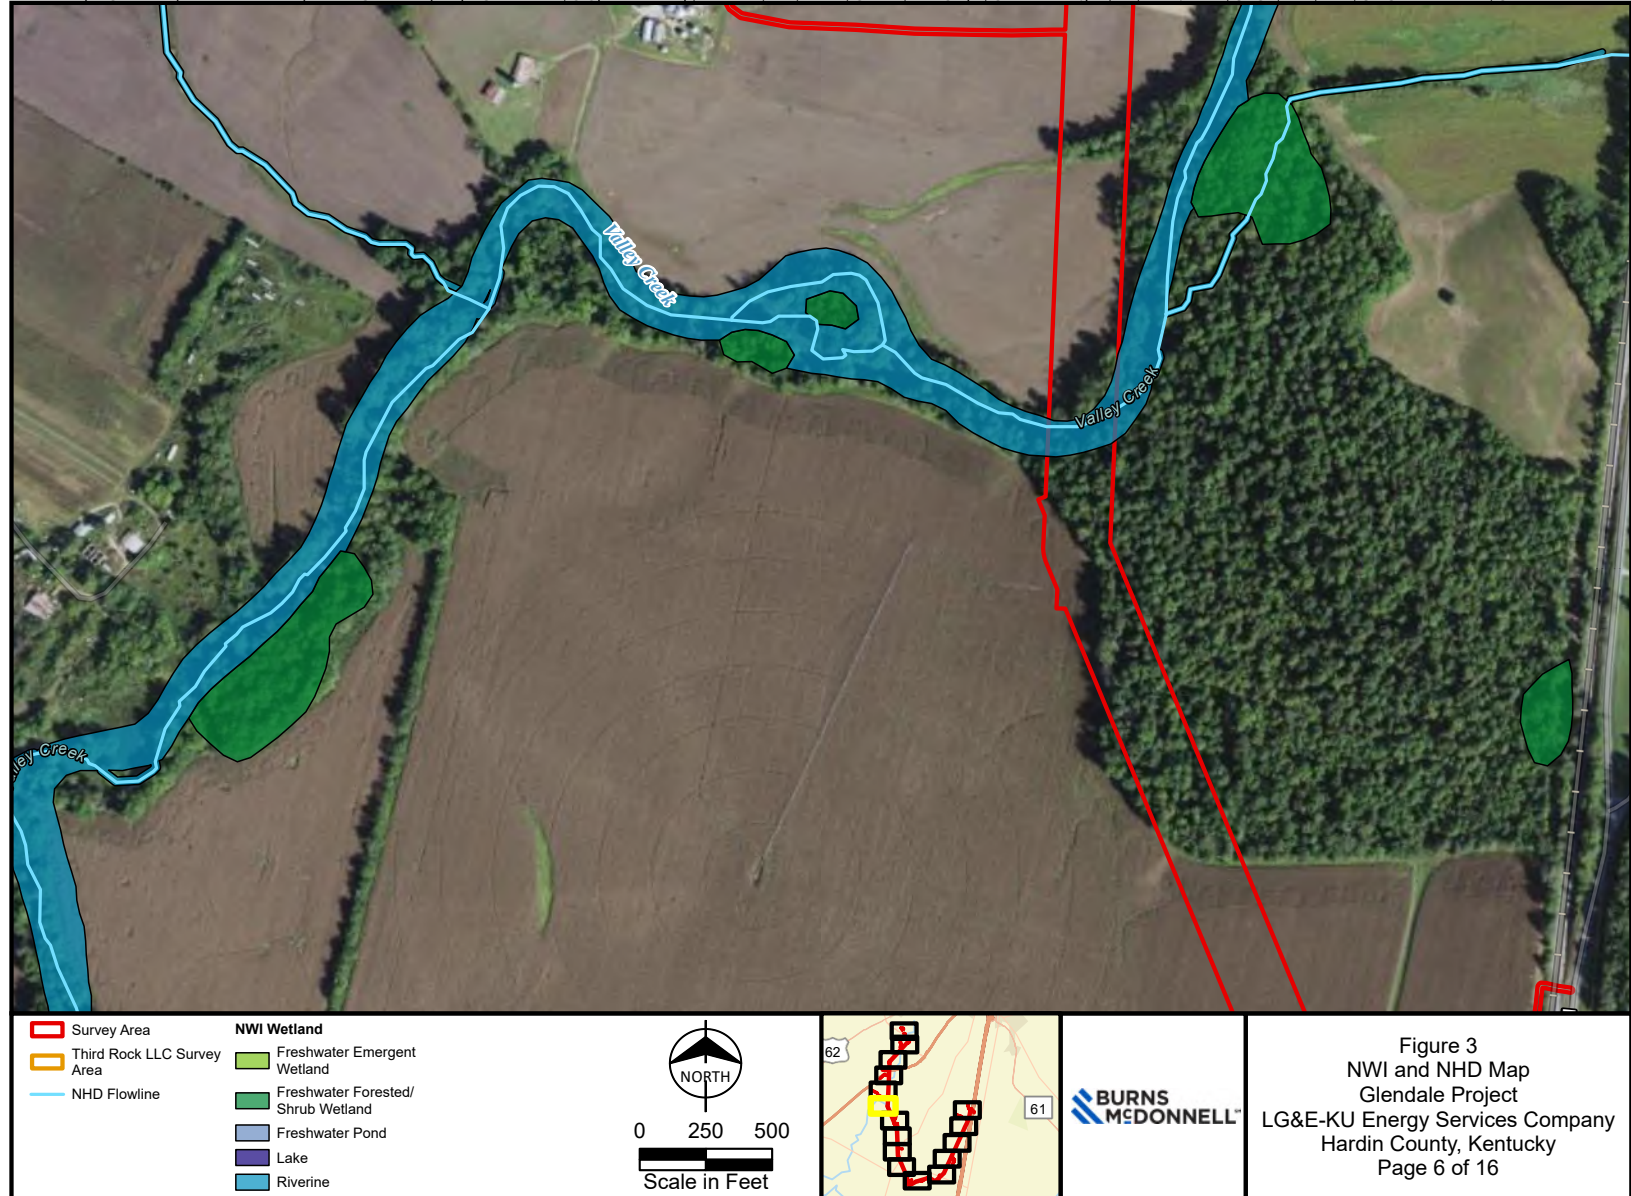 Valley Creek
Valley Creek
ley Creek
Survey Area
Third Rock LLC Survey
Area
NHD Flowline
NWI Wetland
Freshwater Emergent
Wetland
Freshwater Forested/
Shrub Wetland
Freshwater Pond
Lake
Riverine
NORTH
0 250 500
Scale in Feet
62
61
BURNS
McDONNELL
Figure 3
NWI and NHD Map
Glendale Project
LG&E-KU Energy Services Company
Hardin County, Kentucky
Page 6 of 16